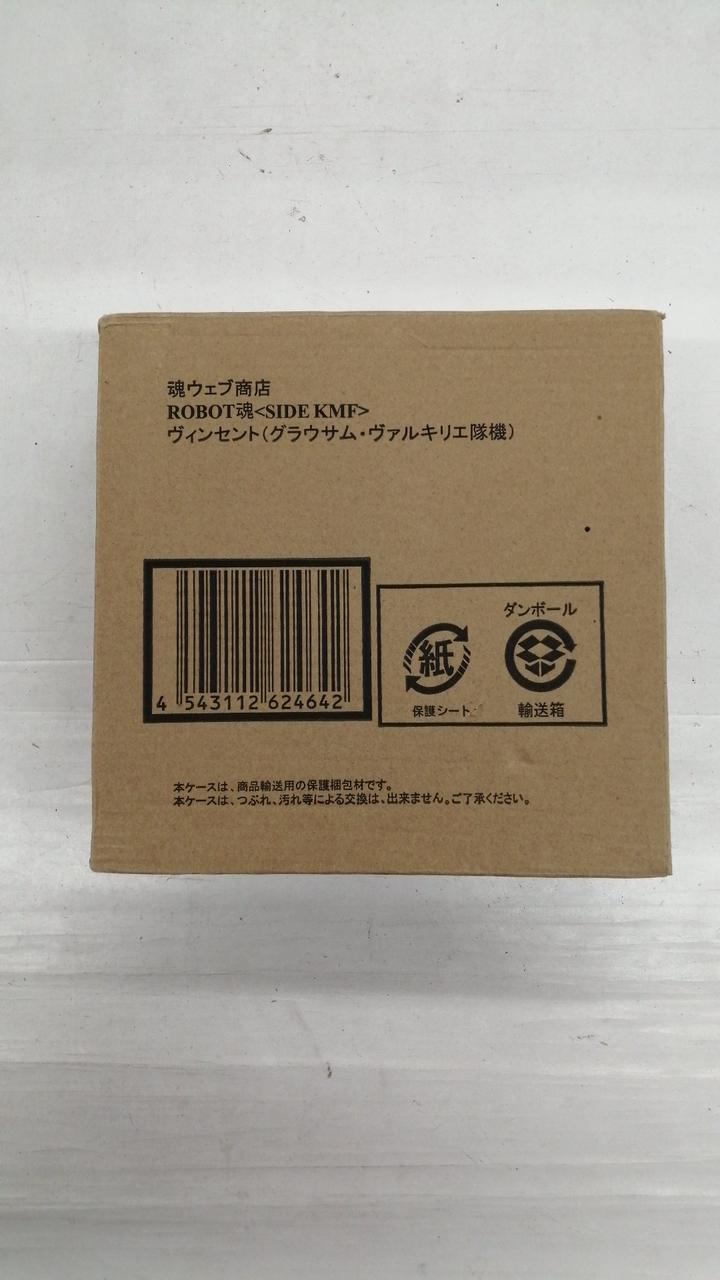 魂ウェブ商店
ROBOT魂<SIDE KMF>
ヴィンセント(グラウサム・ヴァルキリエ隊機)
4 543112 624642
ダンボール
紙
保護シート
輸送箱
本ケースは、商品輸送用の保護梱包材です。
本ケースは、つぶれ、汚れ等による交換は、出来ません。ご了承ください。